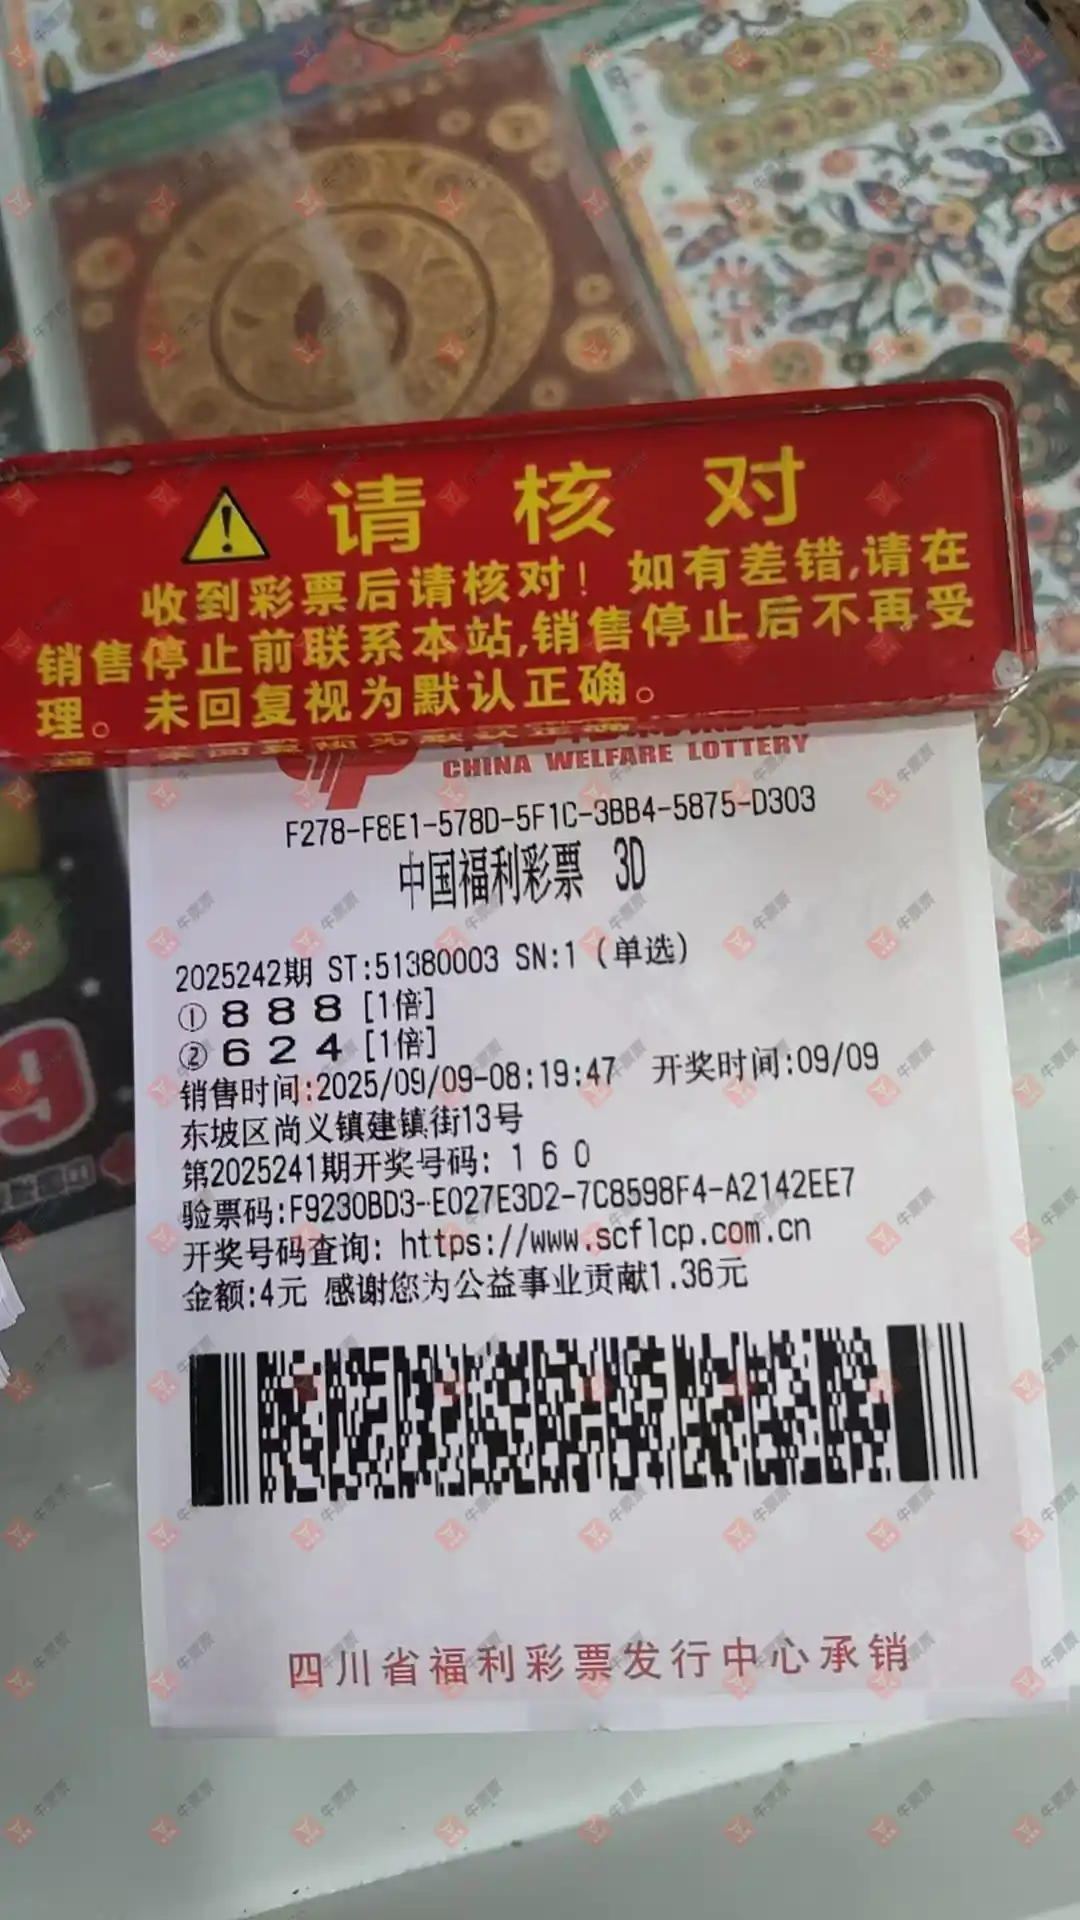 请 核 对
收到彩票后请核对！如有差错,请在
销售停止前联系本站,销售停止后不再受
理。未回复视为默认正确。
CHINA WELFARE LOTTERY
F278-F8E1-578D-5F1C-3BB4-5875-D303
中国福利彩票 3D
2025242期 ST:51380003 SN:1 (单选)
① 8 8 8 [1倍]
② 6 2 4 [1倍]
销售时间:2025/09/09-08:19:47 开奖时间:09/09
东坡区尚义镇建镇街13号
第2025241期开奖号码: 1 6 0
验票码:F9230BD3-E027E3D2-7C8598F4-A2142EE7
开奖号码查询: https://www.scflcp.com.cn
金额:4元 感谢您为公益事业贡献1.36元
四川省福利彩票发行中心承销
9
牛票票